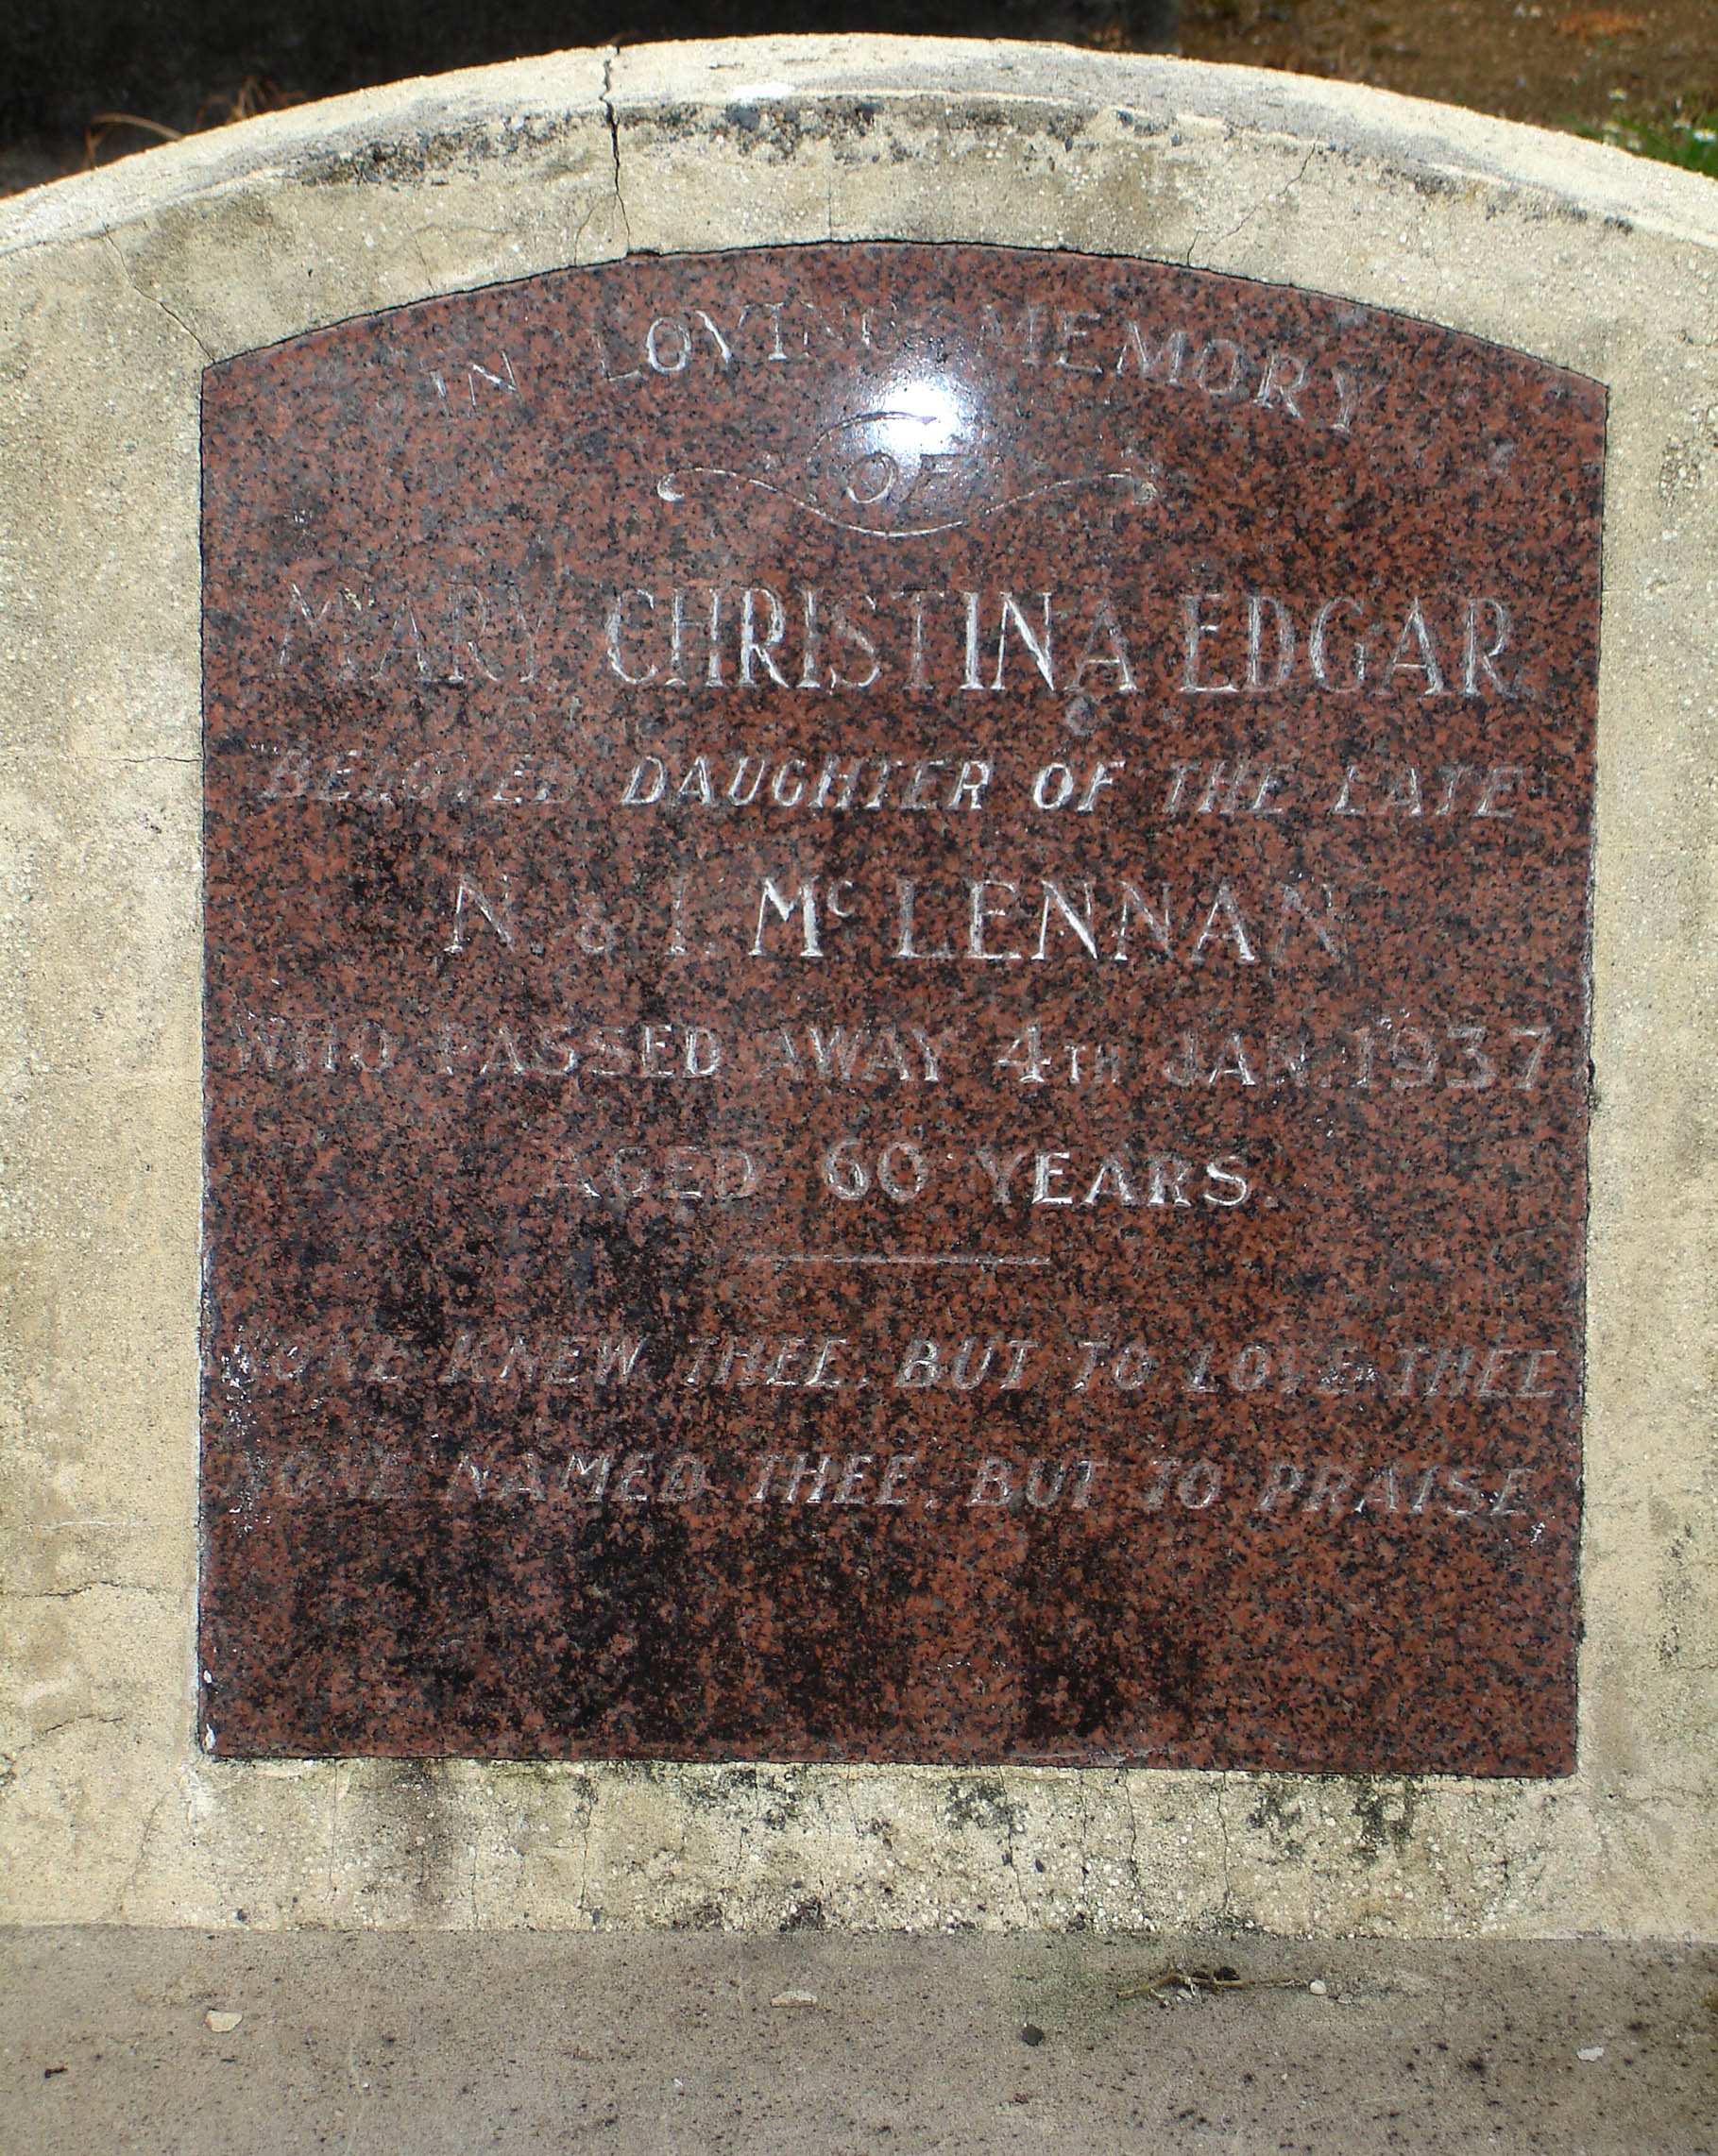 IN LOVING MEMORY
OF
MARY CHRISTINA EDGAR
BELOVED DAUGHTER OF THE LATE
N & I McLENNAN
WHO PASSED AWAY 4TH JAN. 1937
AGED 60 YEARS.
NONE KNEW THEE, BUT TO LOVE THEE
NONE NAMED THEE, BUT TO PRAISE